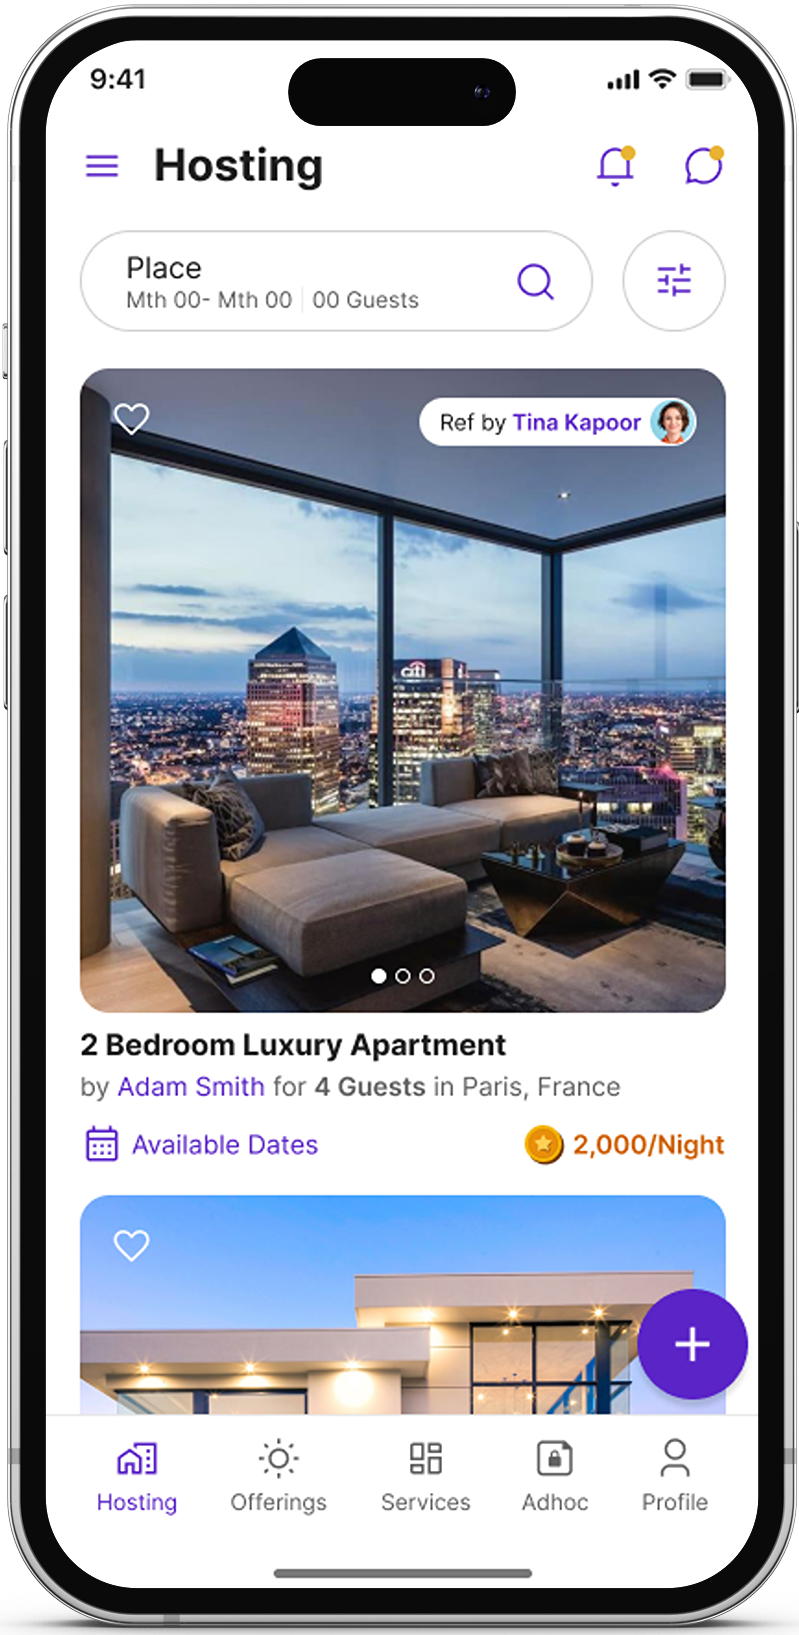 9:41
Hosting
Place
Mth 00- Mth 00 00 Guests
Ref by Tina Kapoor
citi
2 Bedroom Luxury Apartment
by Adam Smith for 4 Guests in Paris, France
Available Dates 2,000/Night
Hosting Offerings Services Adhoc Profile